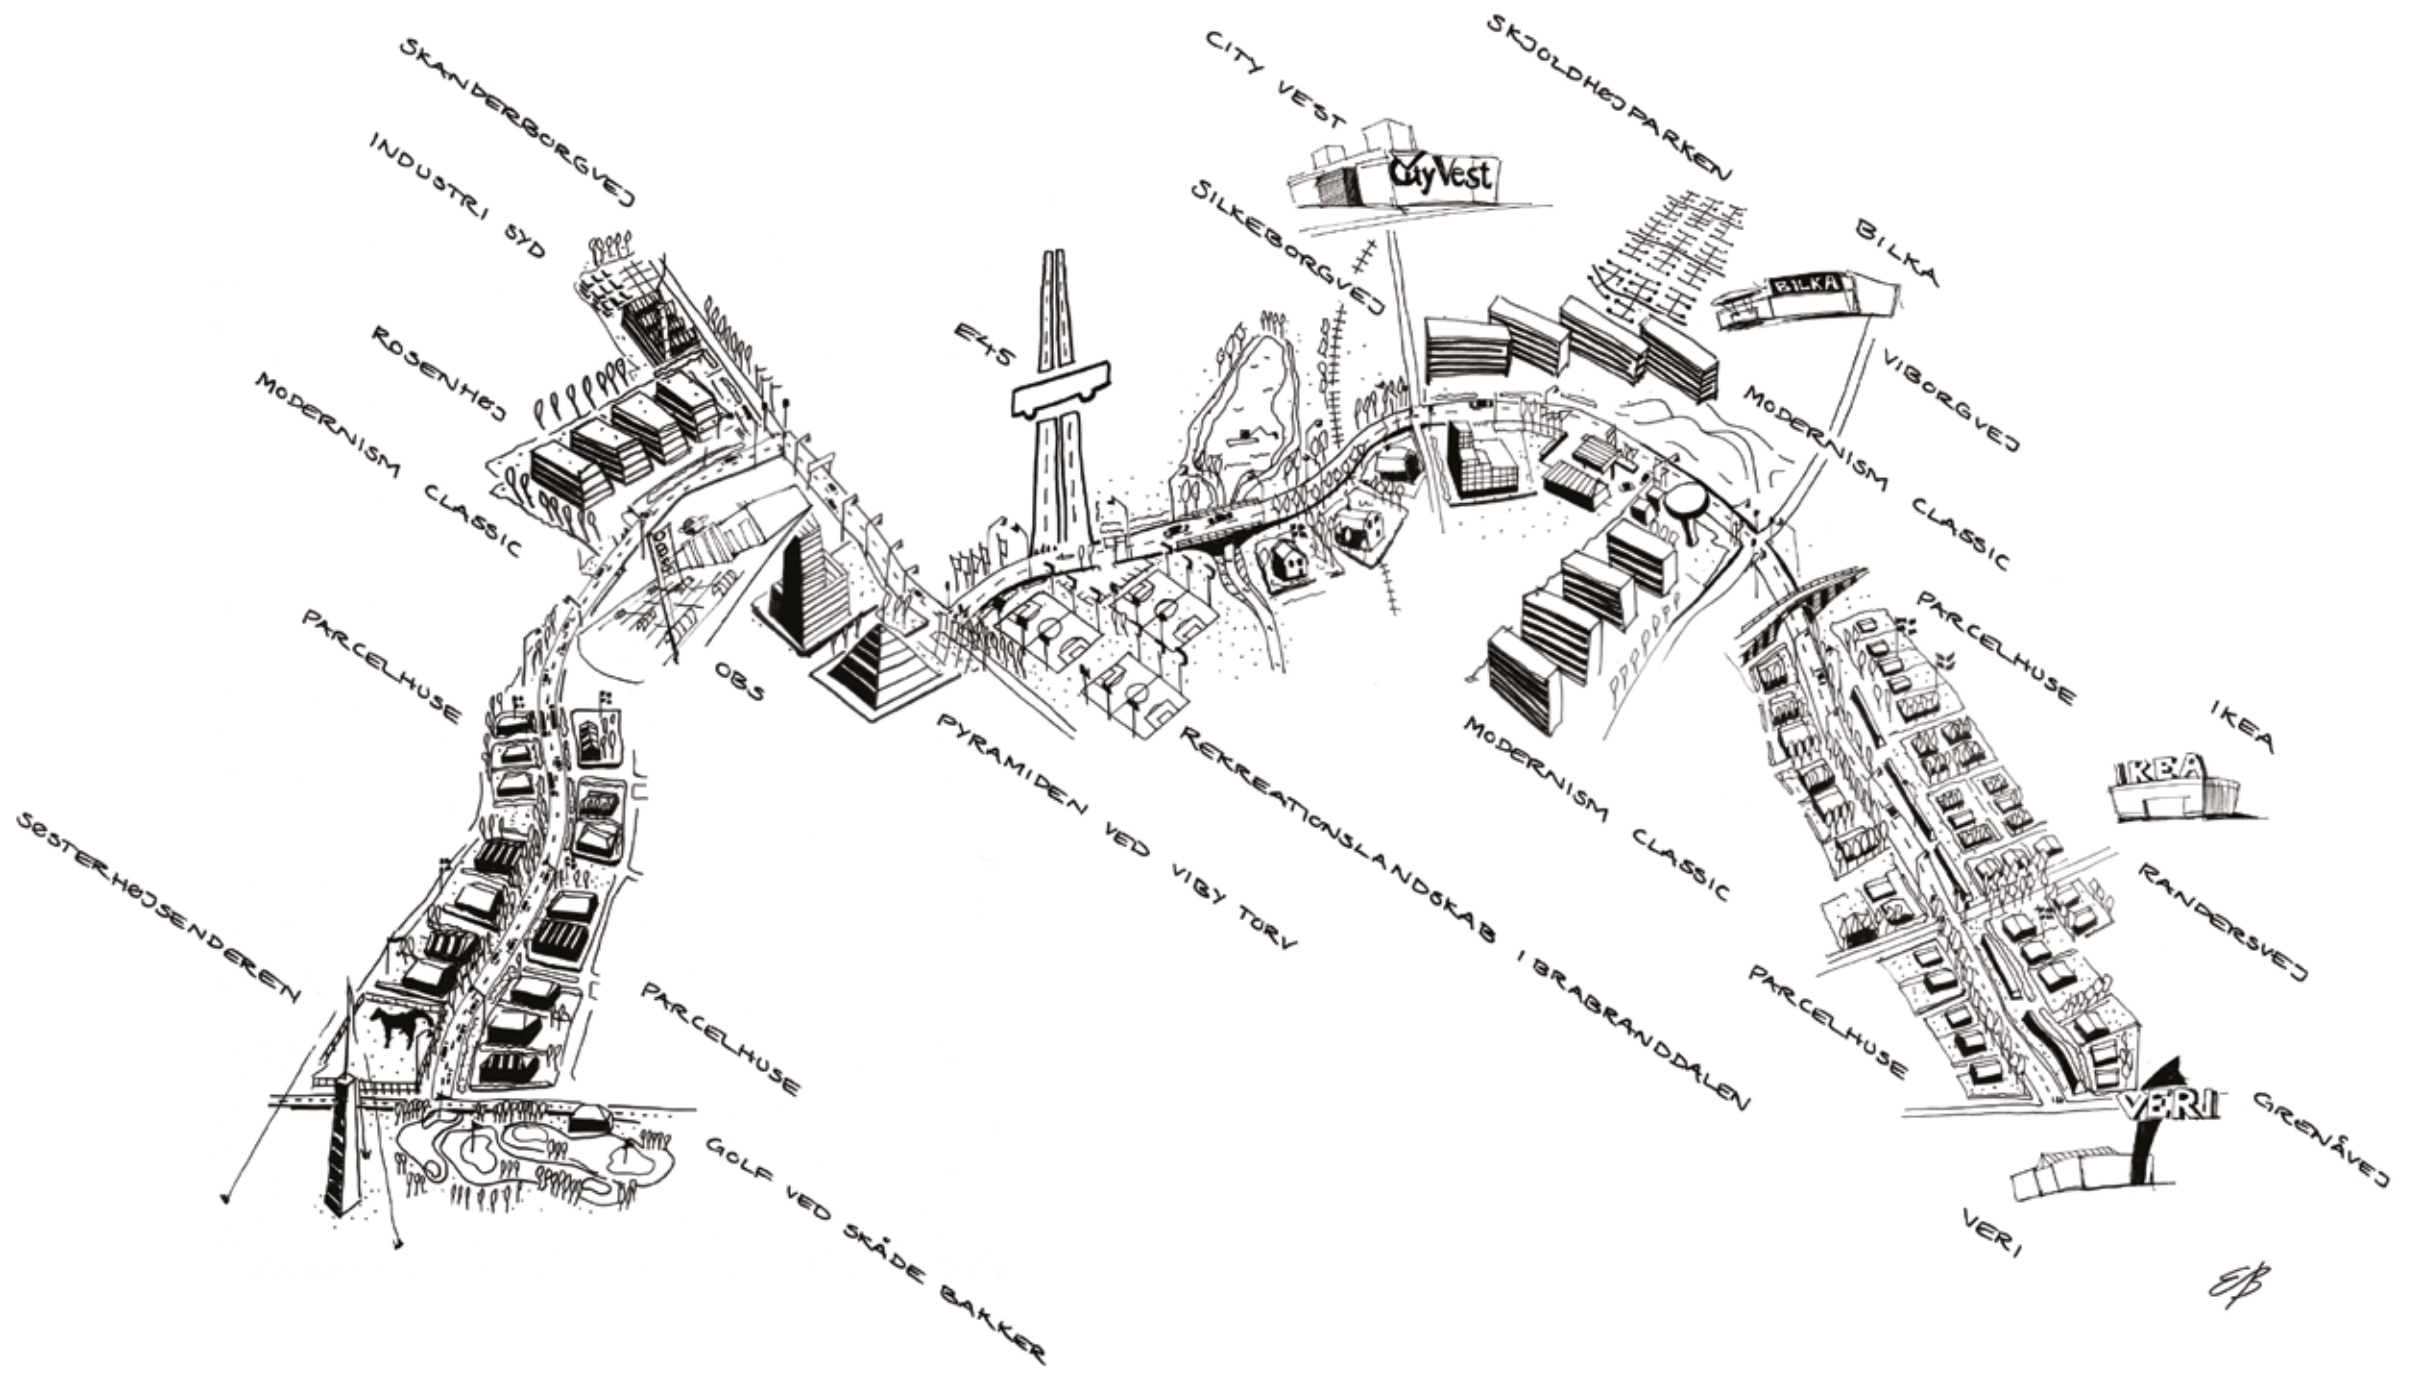 SKANDERBORGVEJ
INDUSTRI SYD
ROSENHØJ
MODERNISM CLASSIC
PARCELHUSE
SØSTERHØJSENDEREN
PARCELHUSE
GOLF VED SKÅDE BAKKER
OBS
OBS
PYRAMIDEN VED VIBY TORV
E45
REKREATIONSLANDSKAB I BRABRANDDALEN
CITY VEST
CityVest
SILKEBORGVEJ
SKJOLDHØJPARKEN
BILKA
BILKA
VIBORGVEJ
MODERNISM CLASSIC
MODERNISM CLASSIC
PARCELHUSE
IKEA
IKEA
RANDERSVEJ
PARCELHUSE
VERI
GRENÅVEJ
VERI